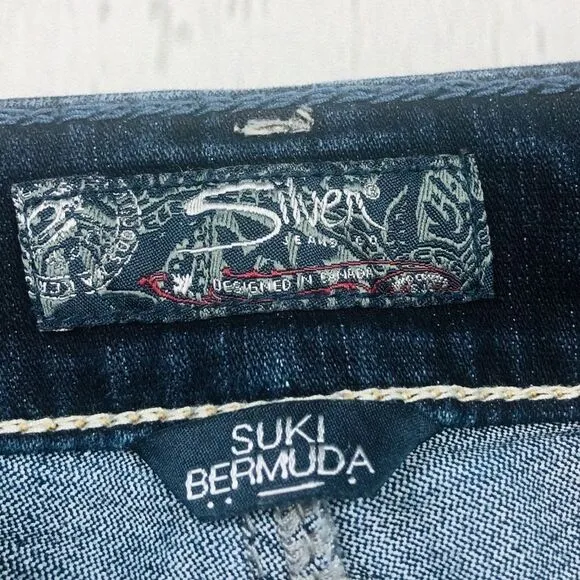 Silver®
JEANS CO
DESIGNED IN CANADA
SUKI
BERMUDA